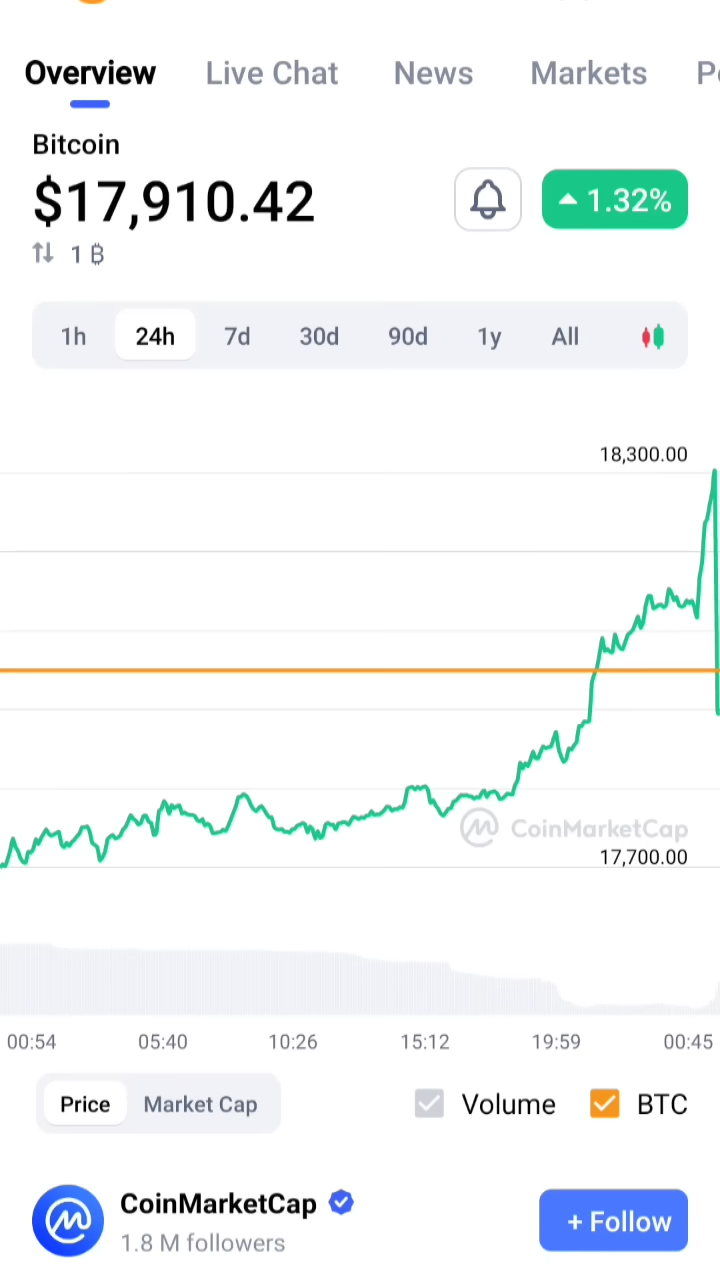 Overview Live Chat News Markets
Bitcoin
$17,910.42 1.32%
1 ₿
1h 24h 7d 30d 90d 1y All
18,300.00
CoinMarketCap
17,700.00
00:54 05:40 10:26 15:12 19:59 00:45
Price Market Cap Volume BTC
CoinMarketCap
1.8 M followers
+ Follow